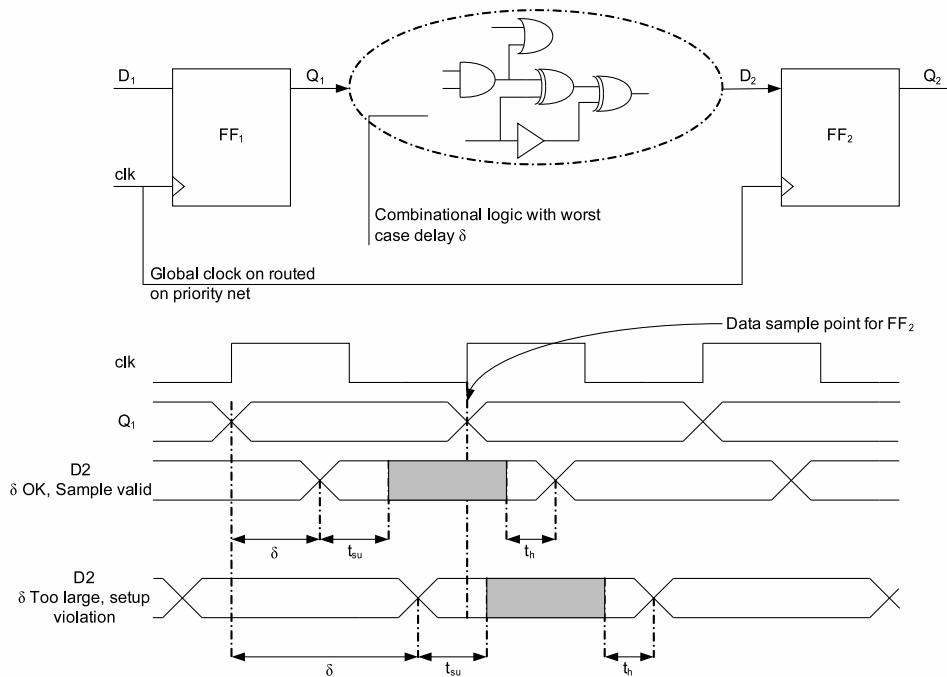 D1
Q1
D2
Q2
FF1
FF2
clk
Combinational logic with worst
case delay δ
Global clock on routed
on priority net
Data sample point for FF2
clk
Q1
D2
δ OK, Sample valid
δ
tsu
th
D2
δ Too large, setup
violation
δ
tsu
th